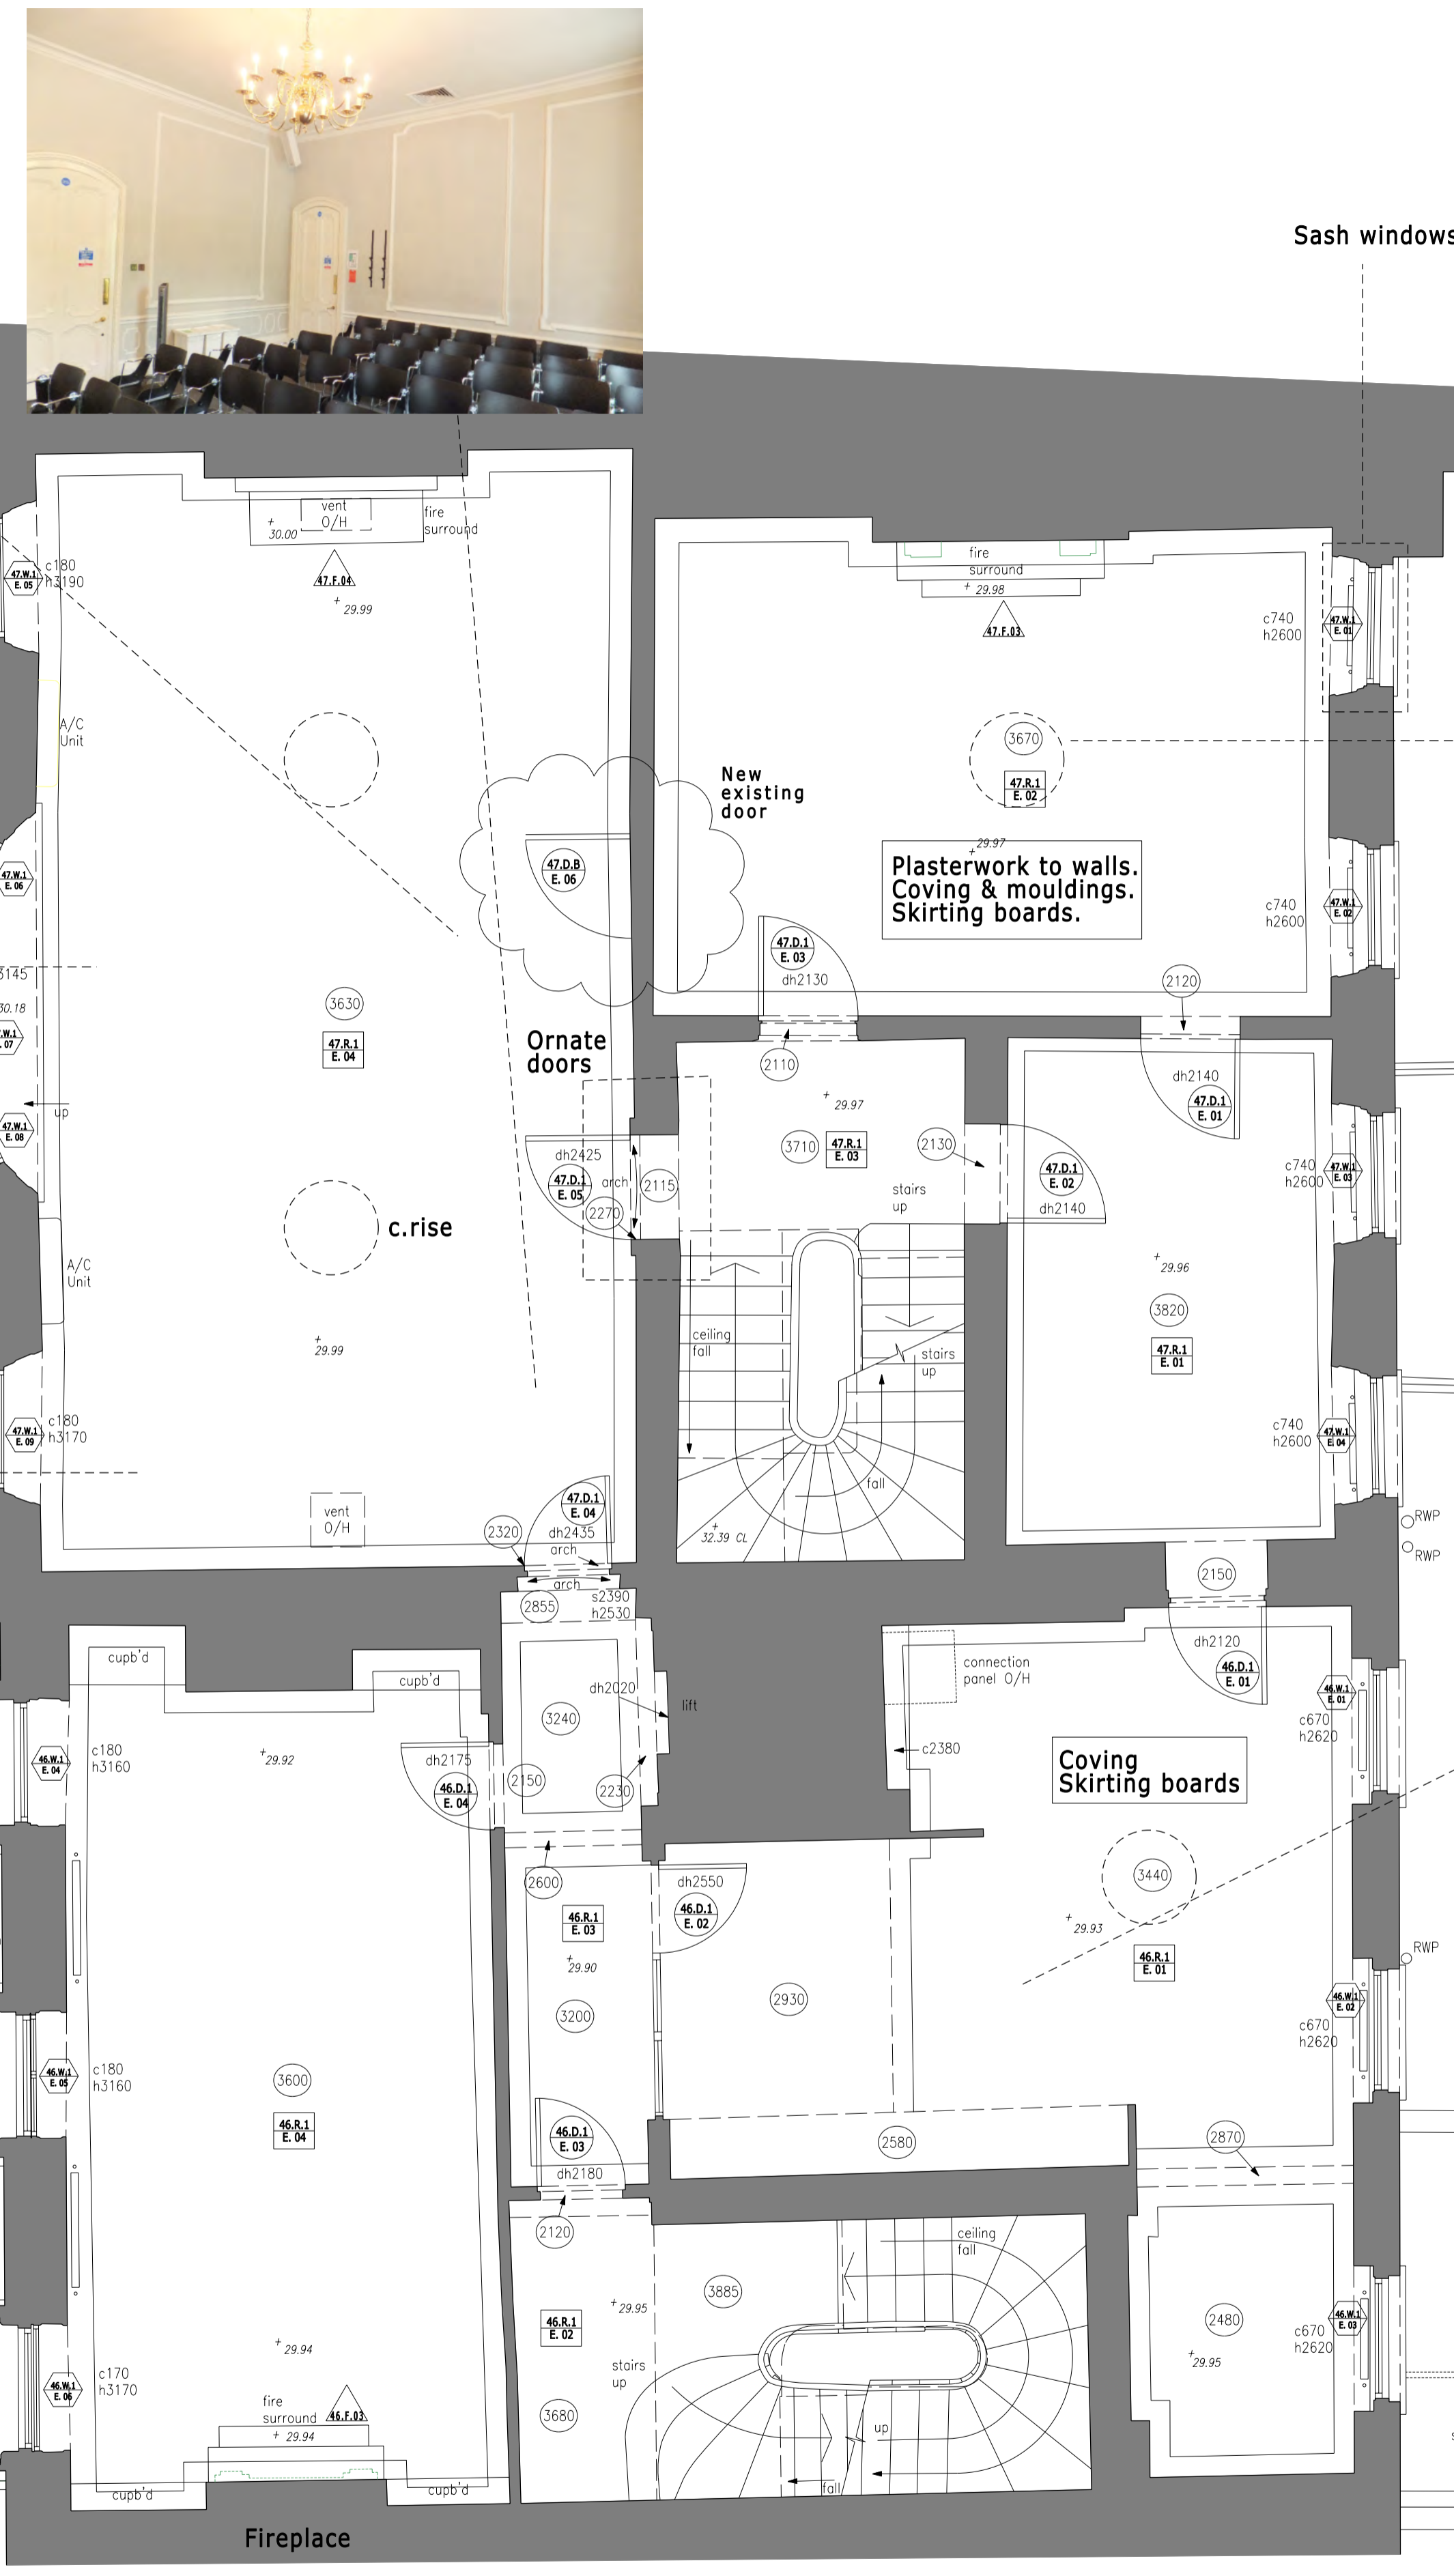 Sash windows
vent
O/H
fire
surround
+
30.00
47.F.04
+
29.99
47.W.1
E. 05
c180
h3190
A/C
Unit
47.W.1
E. 06
3145
30.18
.W.1
07
47.W.1
E. 08
up
3630
47.R.1
E. 04
c.rise
A/C
Unit
+
29.99
c180
h3170
47.W.1
E. 09
vent
O/H
fire
surround
+ 29.98
47.F.03
c740
h2600
47.W.1
E. 01
3670
47.R.1
E. 02
New
existing
door
47.D.B
E. 06
+29.97
Plasterwork to walls.
Coving & mouldings.
Skirting boards.
c740
h2600
47.W.1
E. 02
47.D.1
E. 03
dh2130
2120
Ornate
doors
2110
+
29.97
3710
47.R.1
E. 03
2130
dh2140
47.D.1
E. 01
47.D.1
E. 02
dh2140
dh2425
47.D.1
E. 05
arch
2115
2270
stairs
up
c740
h2600
47.W.1
E. 03
+
29.96
3820
47.R.1
E. 01
ceiling
fall
stairs
up
c740
h2600
47.W.1
E. 04
fall
+
32.39 CL
47.D.1
E. 04
2320
dh2435
arch
arch
2855
s2390
h2530
RWP
RWP
2150
cupb'd
cupb'd
dh2020
lift
3240
connection
panel O/H
dh2120
46.D.1
E. 01
46.W.1
E. 01
c670
h2620
c180
h3160
46.W.1
E. 04
+
29.92
dh2175
46.D.1
E. 04
2150
2230
c2380
Coving
Skirting boards
2600
dh2550
46.D.1
E. 02
3440
+
29.93
46.R.1
E. 03
+
29.90
3200
2930
46.R.1
E. 01
RWP
46.W.1
E. 02
c670
h2620
c180
h3160
46.W.1
E. 05
3600
46.R.1
E. 04
46.D.1
E. 03
dh2180
2580
2870
2120
ceiling
fall
3885
+29.95
46.R.1
E. 02
stairs
up
2480
+
29.95
c670
h2620
46.W.1
E. 03
+
29.94
c170
h3170
46.W.1
E. 06
fire
surround
46.F.03
+ 29.94
3680
up
fall
cupb'd
cupb'd
Fireplace